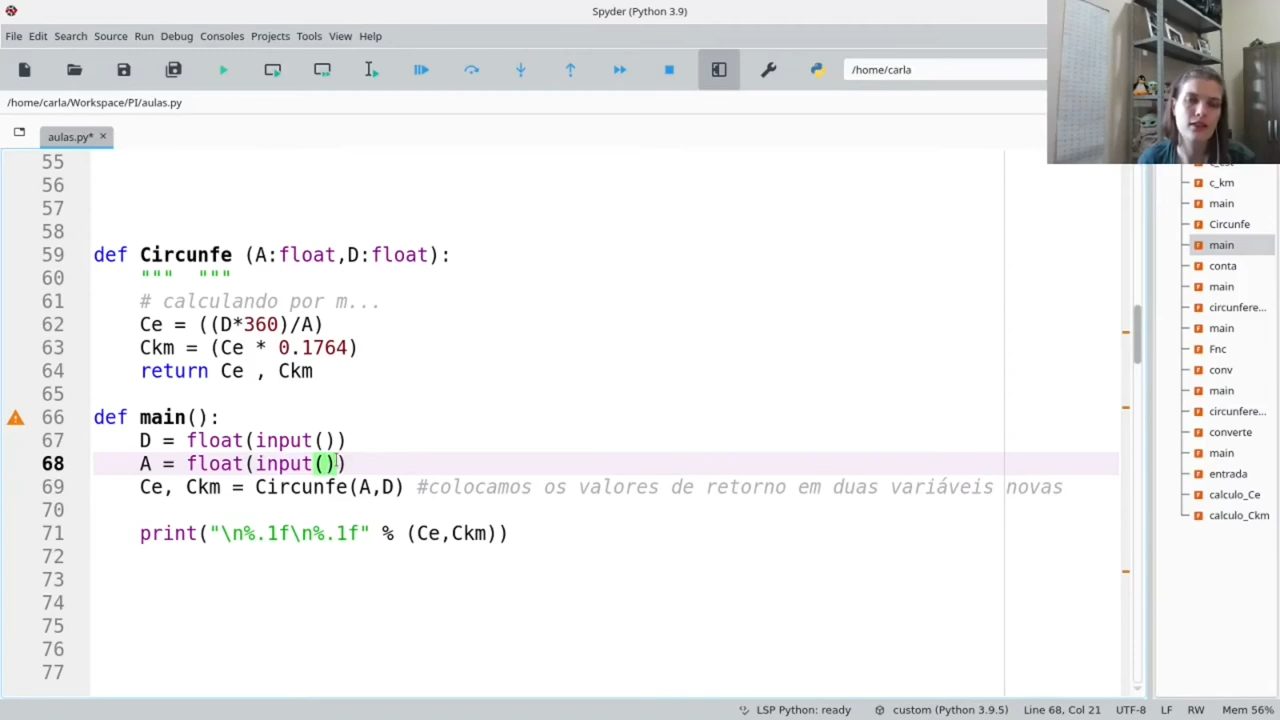 Spyder (Python 3.9)
File Edit Search Source Run Debug Consoles Projects Tools View Help
/home/carla
/home/carla/Workspace/PI/aulas.py
aulas.py*
55
56
57
58
59 def Circunfe (A:float,D:float):
60 """ """
61 # calculando por m...
62 Ce = ((D*360)/A)
63 Ckm = (Ce * 0.1764)
64 return Ce , Ckm
65
66 def main():
67 D = float(input())
68 A = float(input())
69 Ce, Ckm = Circunfe(A,D) #colocamos os valores de retorno em duas variáveis novas
70
71 print("\n%.1f\n%.1f" % (Ce,Ckm))
72
73
74
75
76
77
c_km
main
Circunfe
main
conta
main
circunfere...
main
Fnc
conv
main
circunfere...
converte
main
entrada
calculo_Ce
calculo_Ckm
LSP Python: ready custom (Python 3.9.5) Line 68, Col 21 UTF-8 LF RW Mem 56%